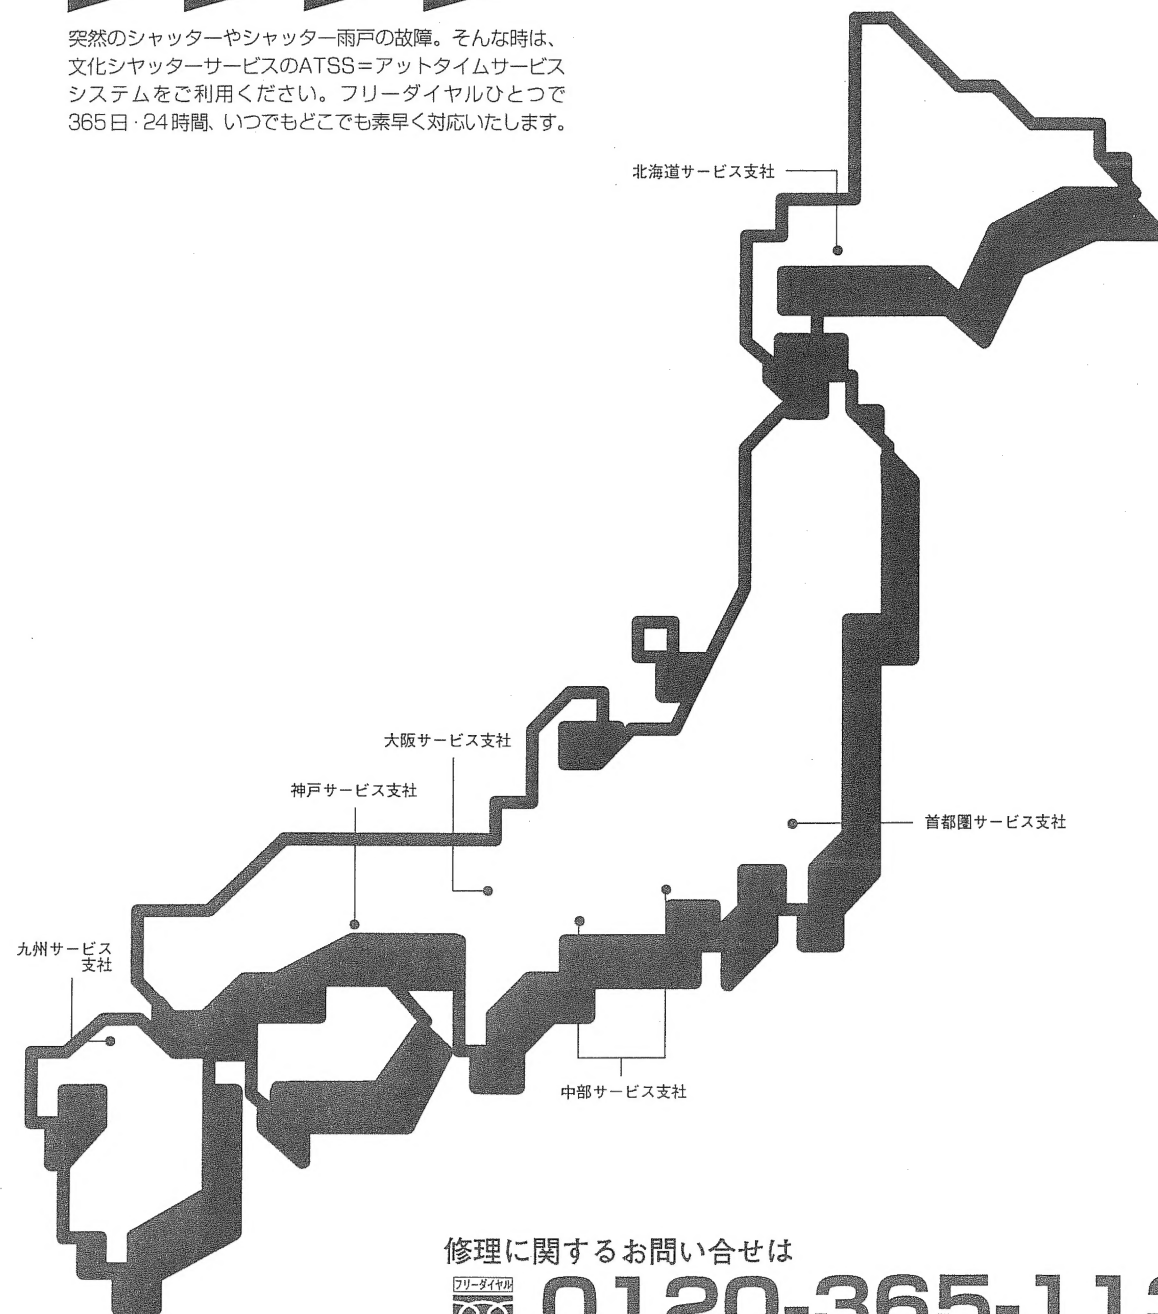 突然のシャッターやシャッター雨戸の故障。そんな時は、
文化シヤッターサービスのATSS=アットタイムサービス
システムをご利用ください。フリーダイヤルひとつで
365日・24時間、いつでもどこでも素早く対応いたします。
北海道サービス支社
大阪サービス支社
神戸サービス支社
首都圏サービス支社
九州サービス
支社
中部サービス支社
修理に関するお問い合せは
フリーダイヤル
0120-365-11